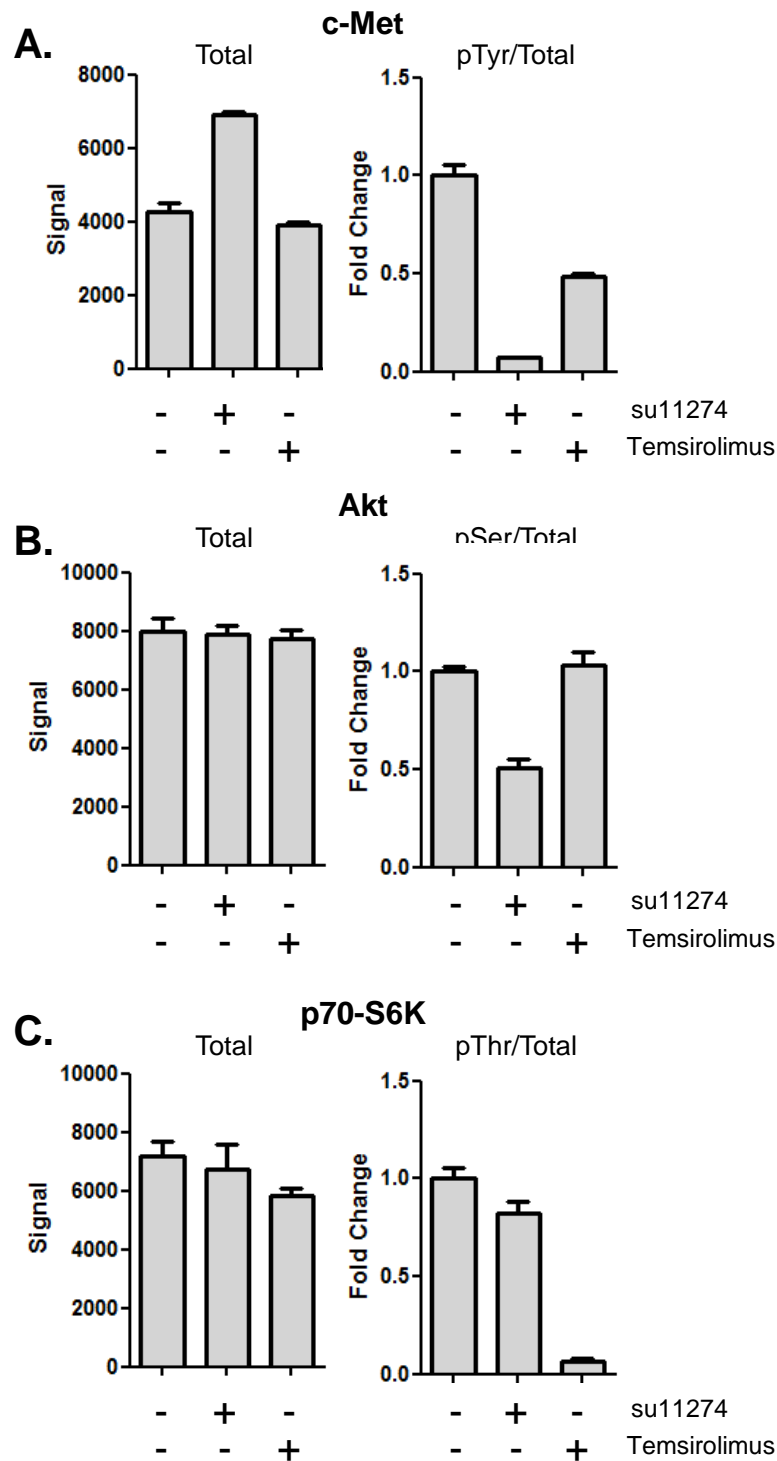 c-Met
A.
Total
pTyr/Total
8000
6000
4000
2000
0
Signal
1.5
1.0
0.5
0.0
Fold Change
- + - - + - su11274
- - + - - + Temsirolimus
Akt
B.
Total
pSer/Total
10000
8000
6000
4000
2000
0
Signal
1.5
1.0
0.5
0.0
Fold Change
- + - - + - su11274
- - + - - + Temsirolimus
p70-S6K
C.
Total
pThr/Total
10000
8000
6000
4000
2000
0
Signal
1.5
1.0
0.5
0.0
Fold Change
- + - - + - su11274
- - + - - + Temsirolimus